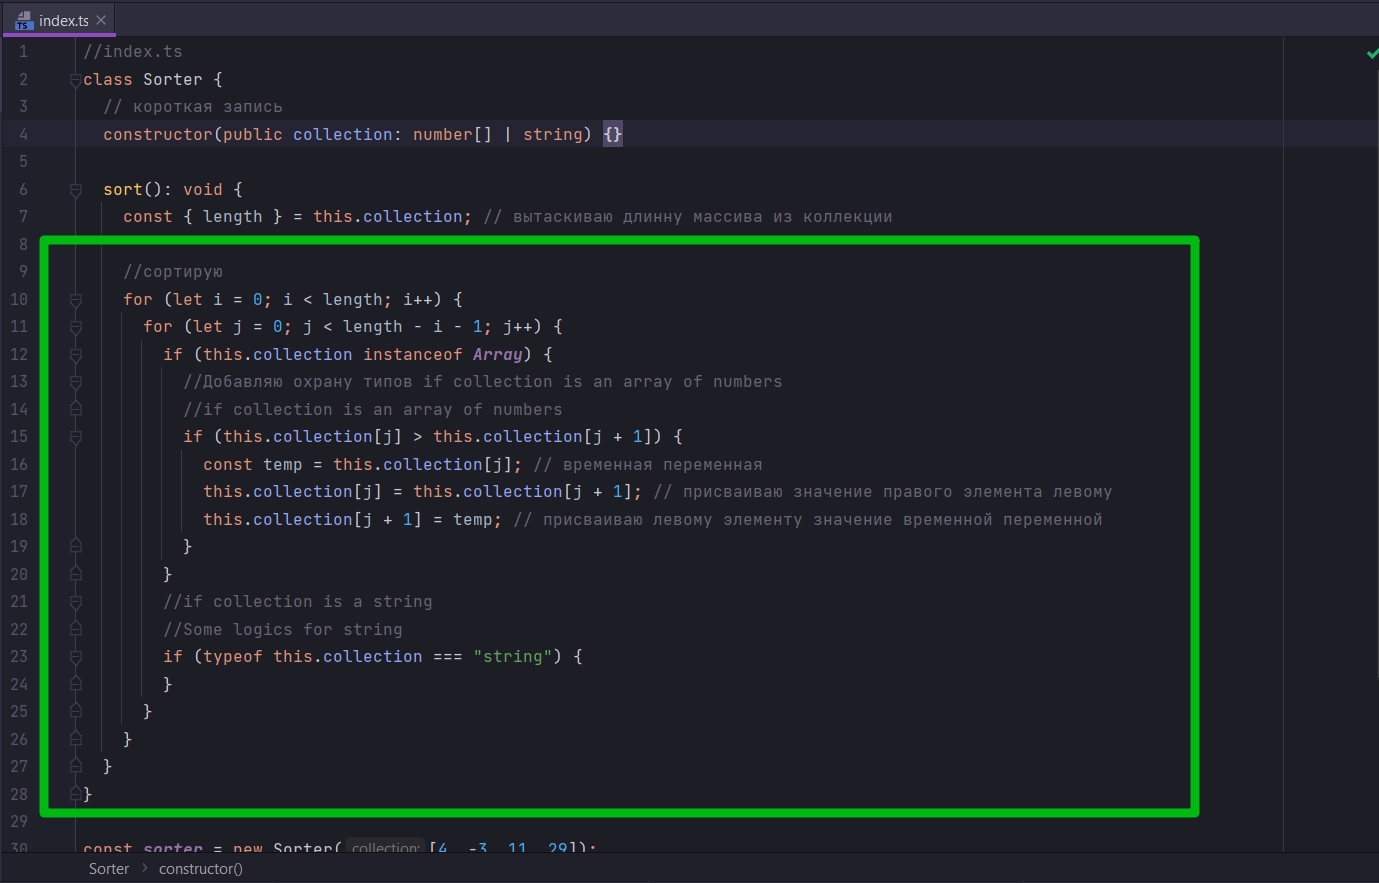 index.ts
1 //index.ts
2 class Sorter {
3 // короткая запись
4 constructor(public collection: number[] | string) {}
5
6 sort(): void {
7 const { length } = this.collection; // вытаскиваю длинну массива из коллекции
8
9 //сортирую
10 for (let i = 0; i < length; i++) {
11 for (let j = 0; j < length - i - 1; j++) {
12 if (this.collection instanceof Array) {
13 //Добавляю охрану типов if collection is an array of numbers
14 //if collection is an array of numbers
15 if (this.collection[j] > this.collection[j + 1]) {
16 const temp = this.collection[j]; // временная переменная
17 this.collection[j] = this.collection[j + 1]; // присваиваю значение правого элемента левому
18 this.collection[j + 1] = temp; // присваиваю левому элементу значение временной переменной
19 }
20 }
21 //if collection is a string
22 //Some logics for string
23 if (typeof this.collection === "string") {
24 }
25 }
26 }
27 }
28 }
29
30 const sorter = new Sorter( collection: [4, -3, 11, 29]);
Sorter > constructor()